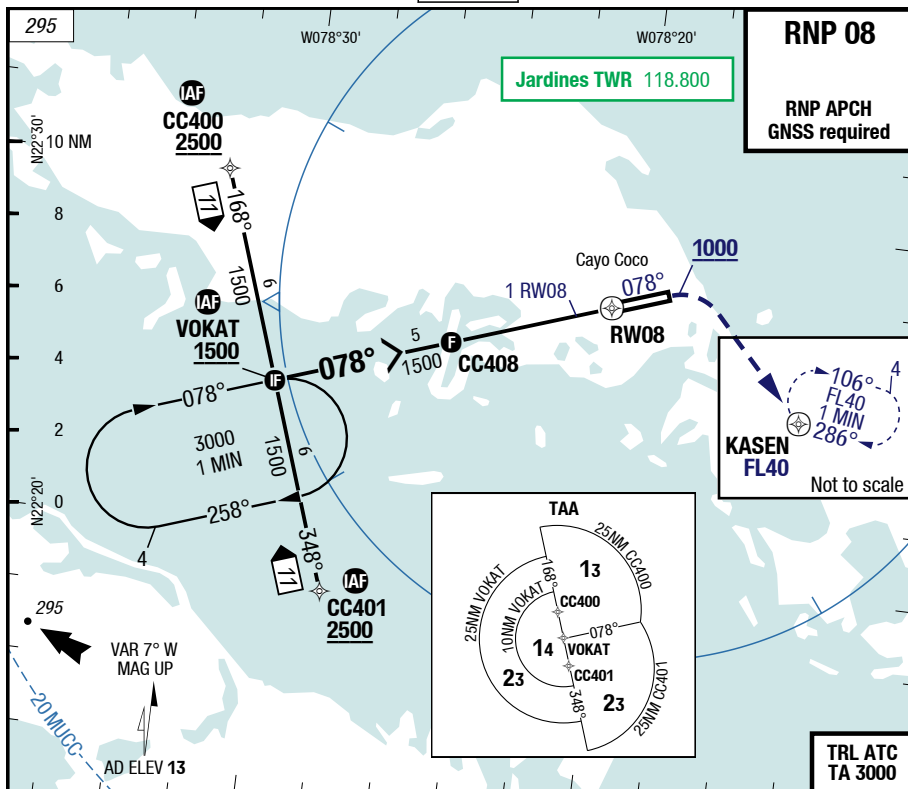 295
W078°30'
W078°20'
RNP 08
RNP APCH
GNSS required
Jardines TWR 118.800
IAF
CC400
2500
N22°30'
10 NM
8
6
4
2
0
N22°20'
11
168°
1500
6
IAF
VOKAT
1500
IF
078°
5
1500
F
CC408
1 RW08
Cayo Coco
078°
1000
RW08
078°
3000
1 MIN
1500
6
258°
4
348°
11
IAF
CC401
2500
106°
FL40
1 MIN
286°
4
KASEN
FL40
Not to scale
TAA
25NM CC400
168°
13
CC400
25NM VOKAT
10NM VOKAT
078°
14
VOKAT
CC401
23
348°
23
25NM CC401
295
VAR 7° W
MAG UP
20 MUCC
AD ELEV 13
TRL ATC
TA 3000